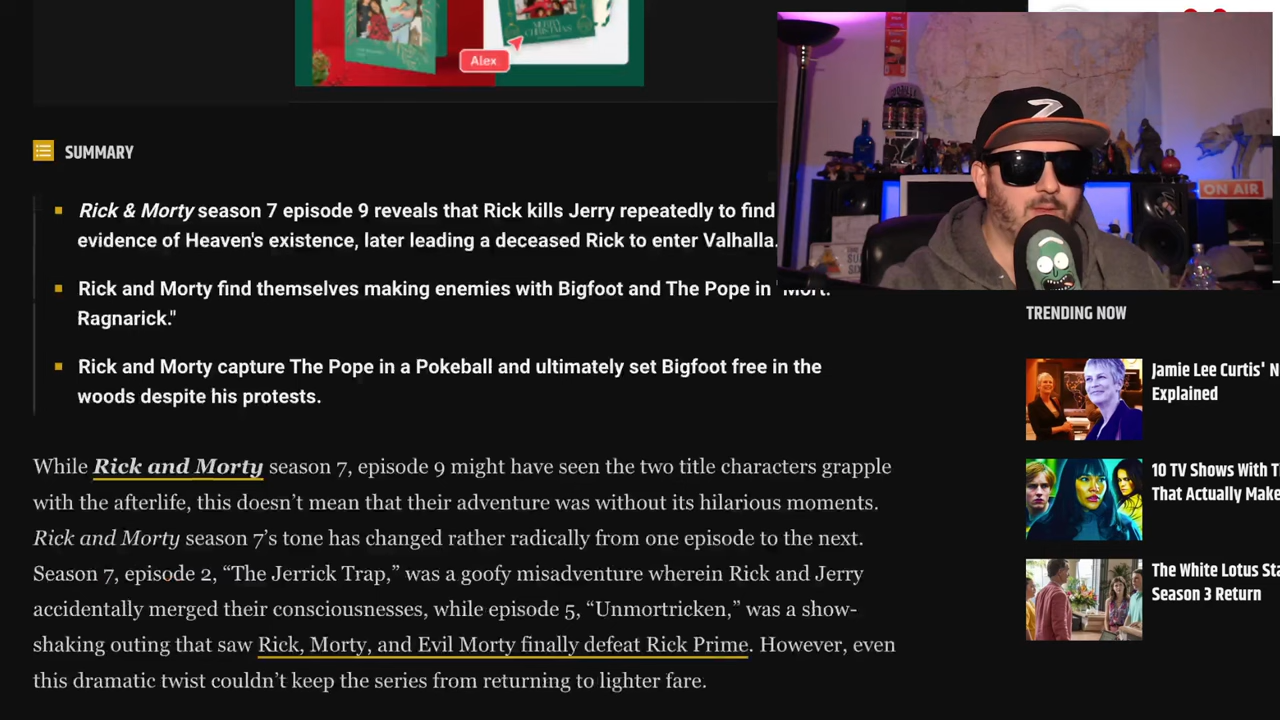 MERRY
CHRISTMAS
Alex
ON AIR
SUMMARY
Rick & Morty season 7 episode 9 reveals that Rick kills Jerry repeatedly to find
evidence of Heaven's existence, later leading a deceased Rick to enter Valhalla.
Rick and Morty find themselves making enemies with Bigfoot and The Pope in "Mort:
Ragnarick."
Rick and Morty capture The Pope in a Pokeball and ultimately set Bigfoot free in the
woods despite his protests.
While Rick and Morty season 7, episode 9 might have seen the two title characters grapple
with the afterlife, this doesn’t mean that their adventure was without its hilarious moments.
Rick and Morty season 7’s tone has changed rather radically from one episode to the next.
Season 7, episode 2, “The Jerrick Trap,” was a goofy misadventure wherein Rick and Jerry
accidentally merged their consciousnesses, while episode 5, “Unmortricken,” was a show-
shaking outing that saw Rick, Morty, and Evil Morty finally defeat Rick Prime. However, even
this dramatic twist couldn’t keep the series from returning to lighter fare.
TRENDING NOW
Jamie Lee Curtis' N
Explained
10 TV Shows With T
That Actually Make
The White Lotus Sta
Season 3 Return